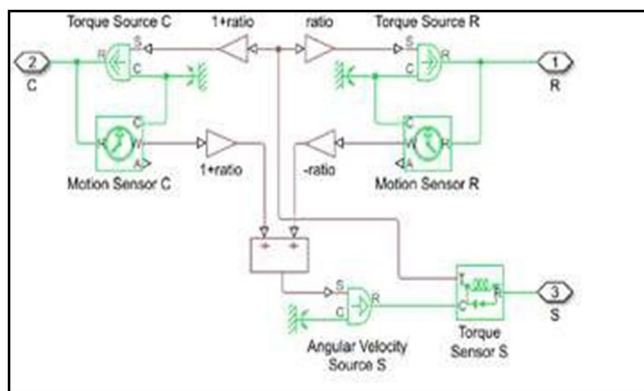 Torque Source C 1+ratio ratio Torque Source R
R S S R
2 C C 1
C R
C C
R W W R
A A
Motion Sensor C 1+ratio -ratio Motion Sensor R
+ +
S R T
C C R 3
S
Angular Velocity Torque
Source S Sensor S